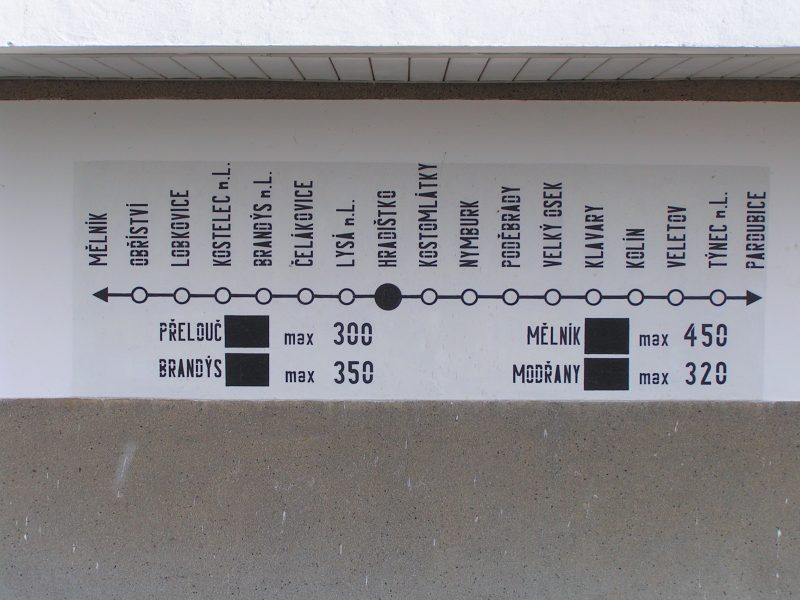 MĚLNÍK
OBŘÍSTVÍ
LOBKOVICE
KOSTELEC n.L.
BRANDÝS n.L.
ČELÁKOVICE
LYSÁ n.L.
HRADIŠTKO
KOSTOMLÁTKY
NYMBURK
PODĚBRADY
VELKÝ OSEK
KLAVARY
KOLÍN
VELETOV
TÝNEC n.L.
PARDUBICE
PŘELOUČ max 300
BRANDÝS max 350
MĚLNÍK max 450
MODŘANY max 320